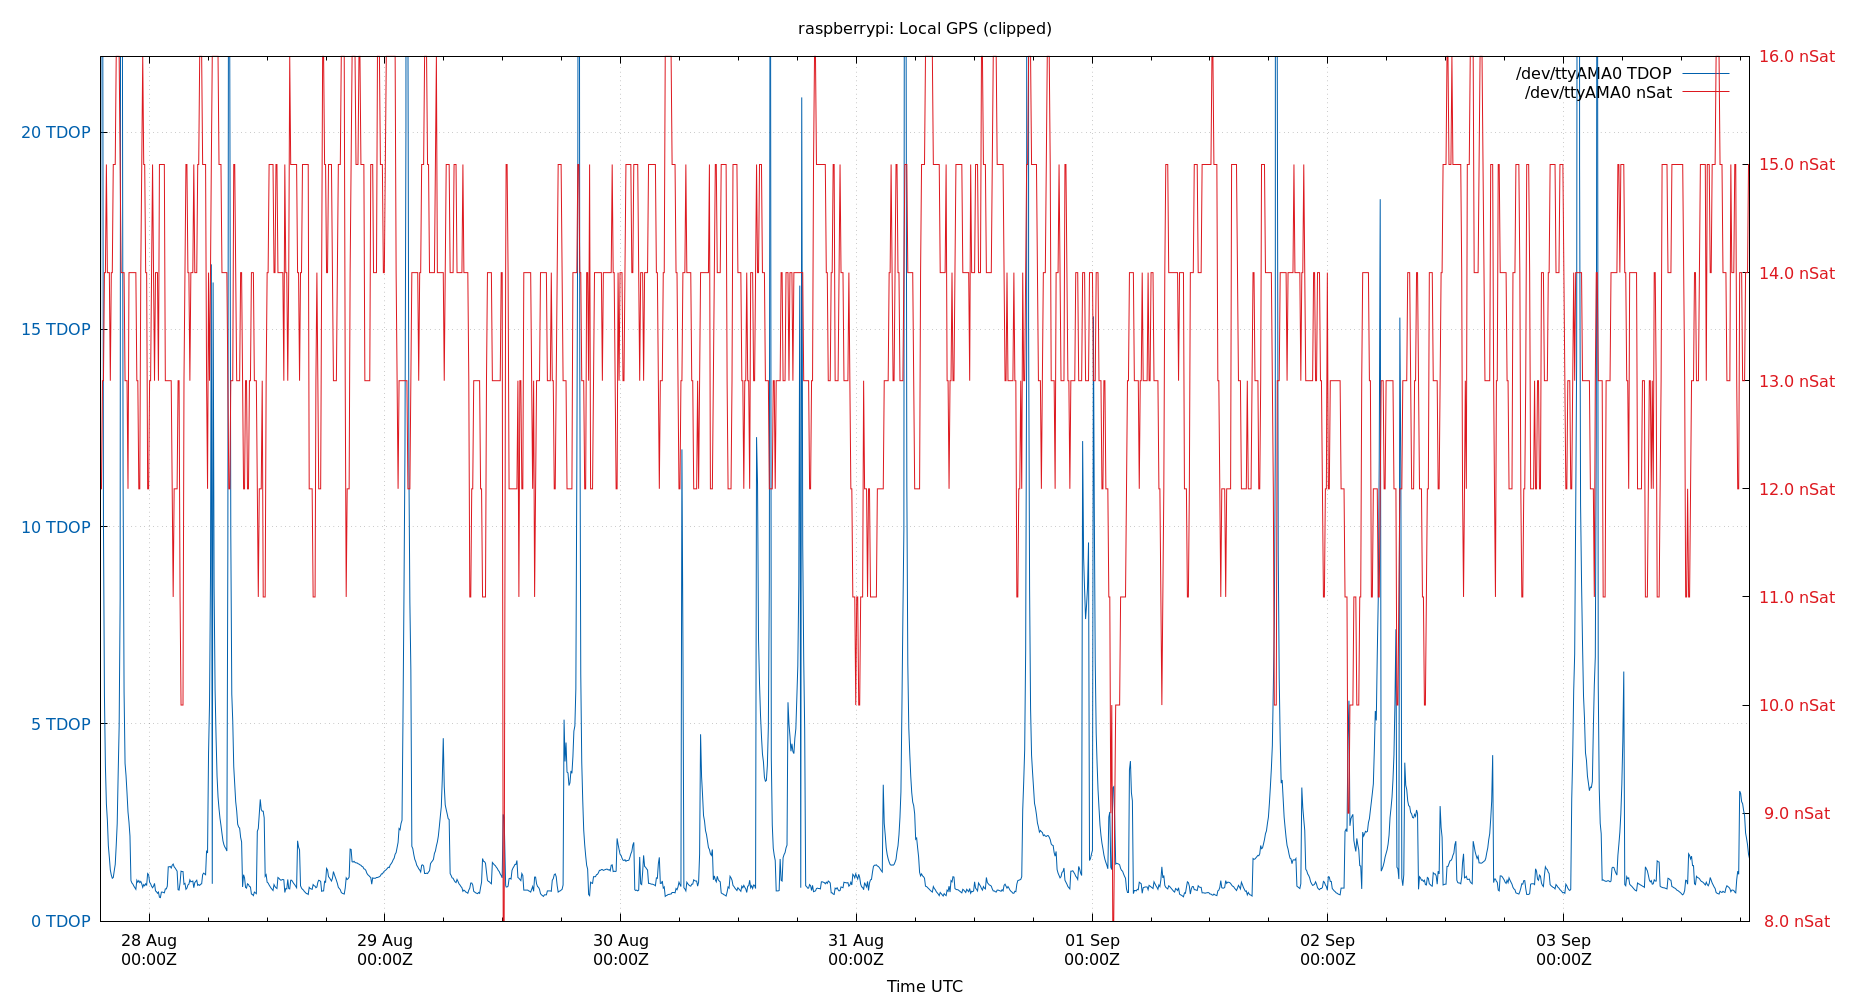 raspberrypi: Local GPS (clipped)
16.0 nSat
/dev/ttyAMA0 TDOP
/dev/ttyAMA0 nSat
20 TDOP
15.0 nSat
14.0 nSat
15 TDOP
13.0 nSat
12.0 nSat
10 TDOP
11.0 nSat
10.0 nSat
5 TDOP
9.0 nSat
0 TDOP
8.0 nSat
28 Aug 29 Aug 30 Aug 31 Aug 01 Sep 02 Sep 03 Sep
00:00Z 00:00Z 00:00Z 00:00Z 00:00Z 00:00Z 00:00Z
Time UTC